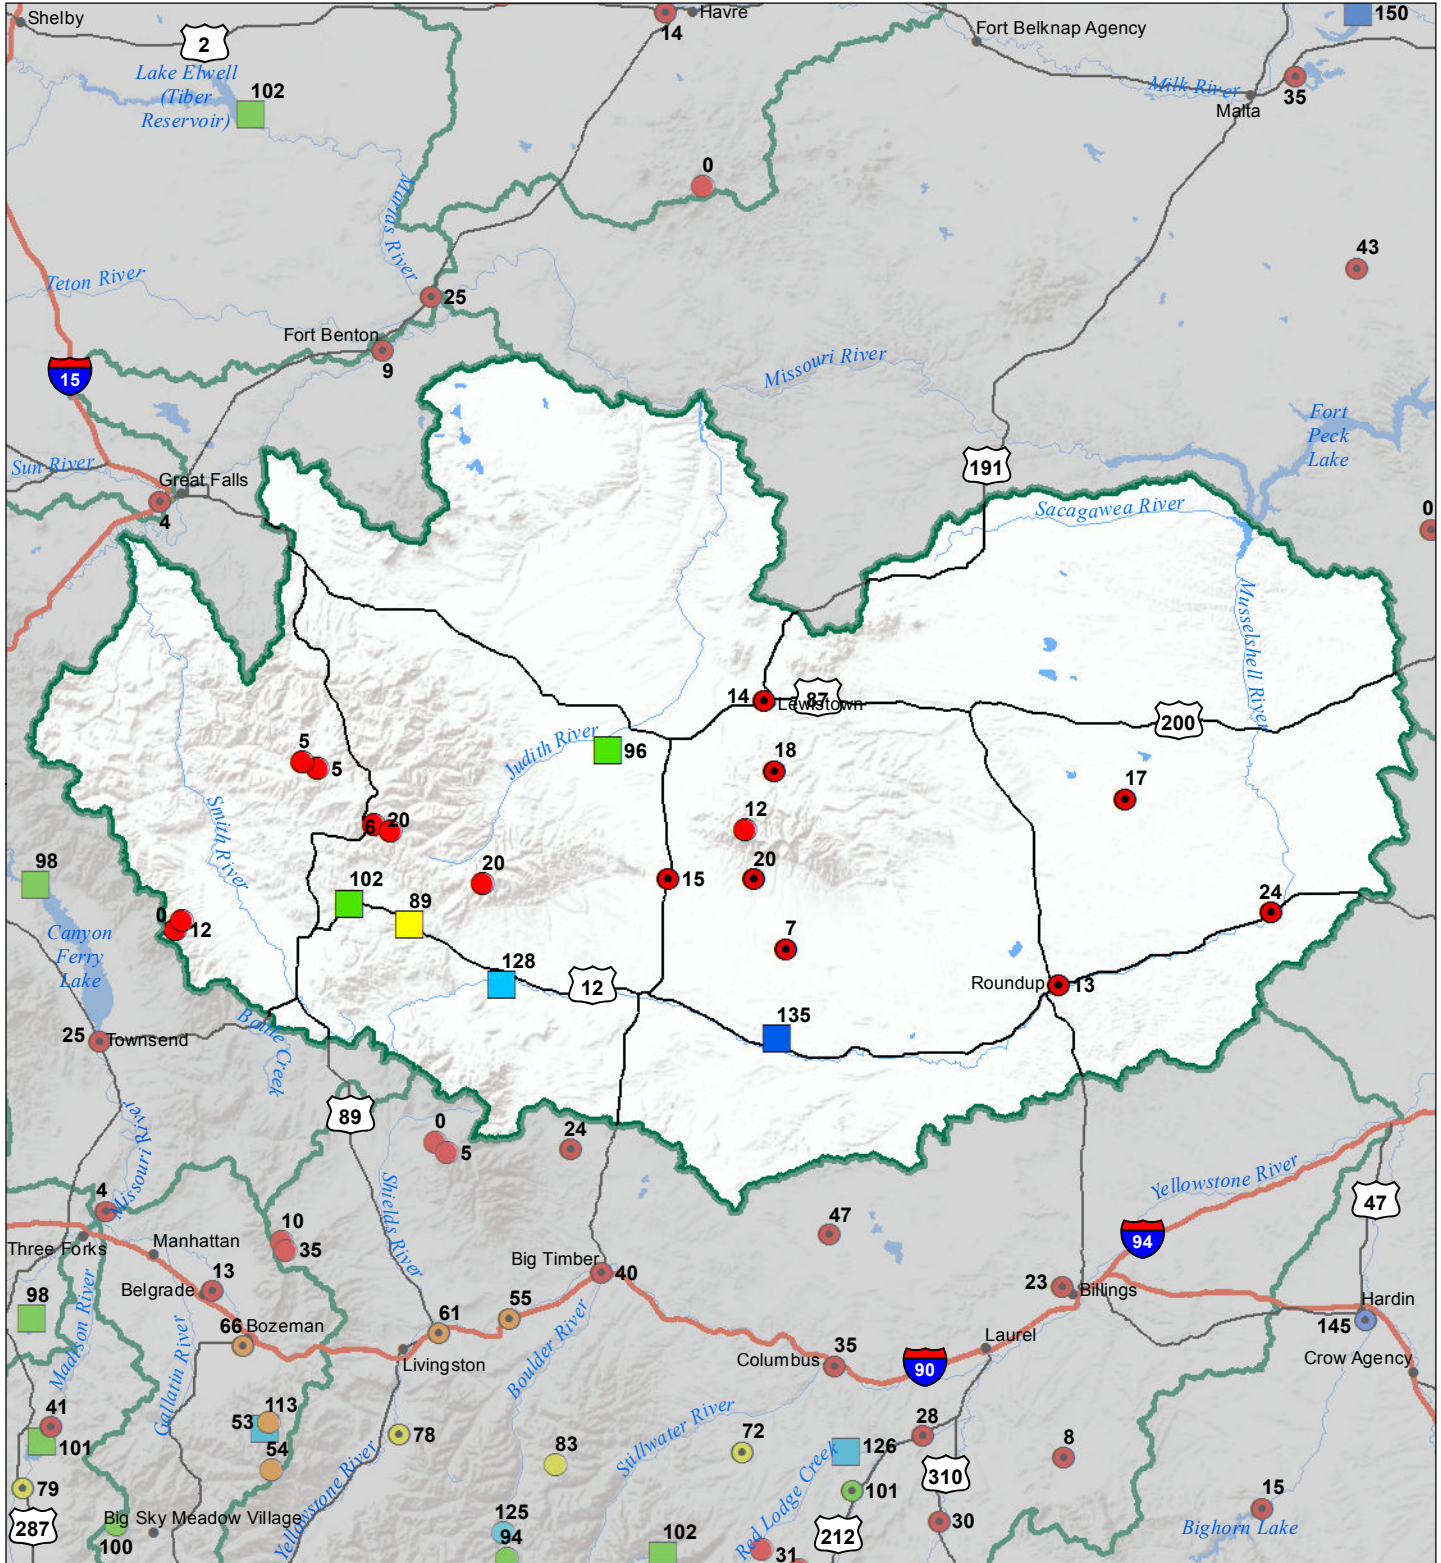 Shelby
2
Havre
14
Fort Belknap Agency
150
Lake Elwell
(Tiber
Reservoir)
102
Milk River
35
Malta
0
Marias River
43
Teton River
25
Fort Benton
9
15
Missouri River
Fort
Peck
Lake
Sun River
Great Falls
4
191
Sacagawea River
0
Musselshell River
14
87
Lewistown
200
5
5
Judith River
96
18
17
Smith River
12
6
20
20
20
15
98
102
89
24
0
12
Canyon
Ferry
Lake
7
128
12
Roundup
13
135
25
Townsend
Battle Creek
89
0
5
24
Missouri River
Shields River
Yellowstone River
47
4
10
35
47
94
Three Forks
Manhattan
Big Timber
40
Belgrade
13
23
Billings
Hardin
98
Madison River
66
Bozeman
61
55
145
Gallatin River
Livingston
Boulder River
Columbus
35
90
Laurel
Crow Agency
41
101
53
113
54
78
83
Stillwater River
72
126
28
8
79
310
101
Red Lodge Creek
15
287
Big Sky Meadow Village
100
Yellowstone River
125
94
102
31
212
30
Bighorn Lake